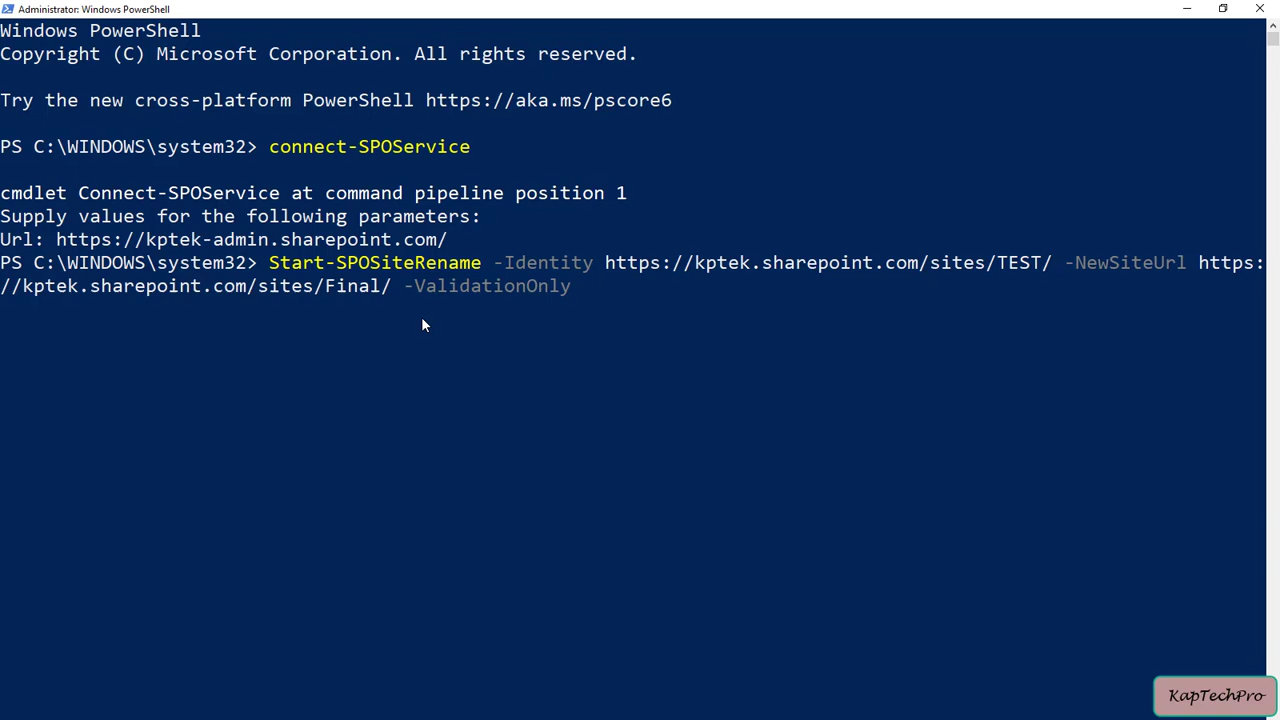 Administrator: Windows PowerShell
Windows PowerShell
Copyright (C) Microsoft Corporation. All rights reserved.
Try the new cross-platform PowerShell https://aka.ms/pscore6
PS C:\WINDOWS\system32> connect-SPOService
cmdlet Connect-SPOService at command pipeline position 1
Supply values for the following parameters:
Url: https://kptek-admin.sharepoint.com/
PS C:\WINDOWS\system32> Start-SPOSiteRename -Identity https://kptek.sharepoint.com/sites/TEST/ -NewSiteUrl https:
//kptek.sharepoint.com/sites/Final/ -ValidationOnly
KapTechPro